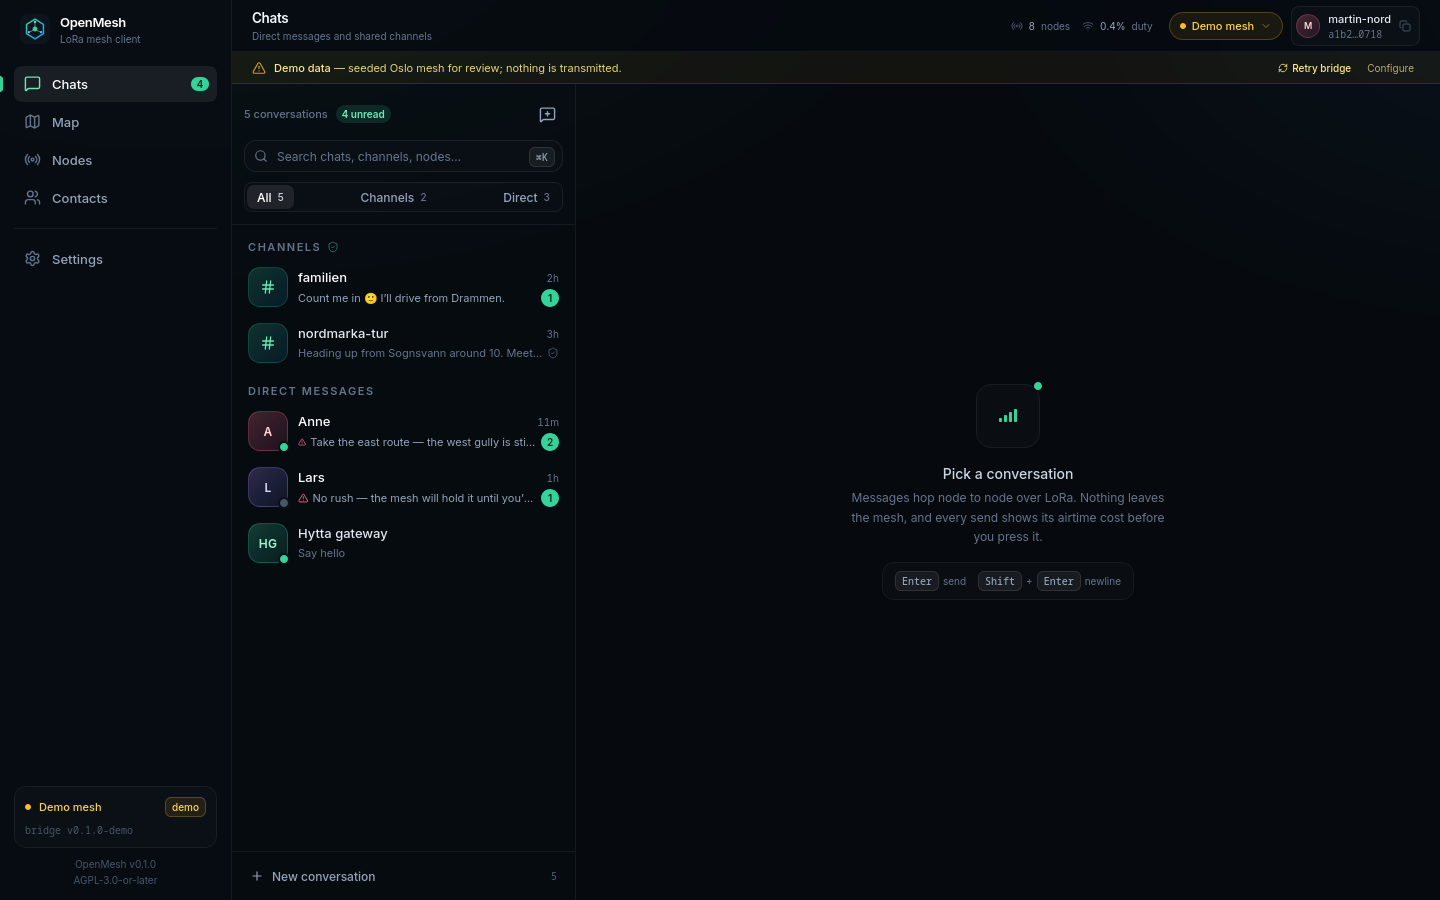 OpenMesh
LoRa mesh client
Chats
4
Map
Nodes
Contacts
Settings
Demo mesh
demo
bridge v0.1.0-demo
OpenMesh v0.1.0
AGPL-3.0-or-later
Chats
Direct messages and shared channels
8 nodes
0.4% duty
Demo mesh
M
martin-nord
a1b2…0718
Demo data — seeded Oslo mesh for review; nothing is transmitted.
Retry bridge
Configure
5 conversations
4 unread
Search chats, channels, nodes...
⌘K
All 5
Channels 2
Direct 3
CHANNELS
familien
2h
Count me in 🙂 I'll drive from Drammen.
1
nordmarka-tur
3h
Heading up from Sognsvann around 10. Meet...
DIRECT MESSAGES
A
Anne
11m
Take the east route — the west gully is sti...
2
L
Lars
1h
No rush — the mesh will hold it until you'...
1
HG
Hytta gateway
Say hello
New conversation
5
Pick a conversation
Messages hop node to node over LoRa. Nothing leaves
the mesh, and every send shows its airtime cost before
you press it.
Enter send Shift + Enter newline